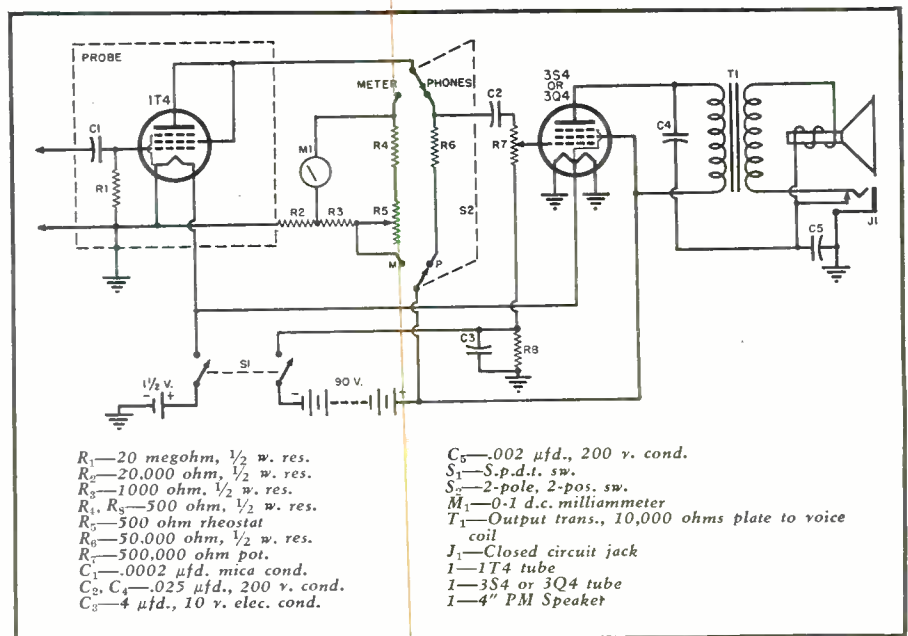 PROBE
1T4
C1
R1
METER
PHONES
M1
R4
R6
R2
R3
R5
S2
M
P
C2
R7
3S4
OR
3Q4
C4
T1
J1
C5
C3
R8
S1
1½ V.
-
+
90 V.
-
+
R₁—20 megohm, ½ w. res.
R₂—20,000 ohm, ½ w. res.
R₃—1000 ohm, ½ w. res.
R₄, R₈—500 ohm, ½ w. res.
R₅—500 ohm rheostat
R₆—50,000 ohm, ½ w. res.
R₇—500,000 ohm pot.
C₁—.0002 µfd. mica cond.
C₂, C₄—.025 µfd., 200 v. cond.
C₃—4 µfd., 10 v. elec. cond.
C₅—.002 µfd., 200 v. cond.
S₁—S.p.d.t. sw.
S₂—2-pole, 2-pos. sw.
M₁—0-1 d.c. milliammeter
T₁—Output trans., 10,000 ohms plate to voice
coil
J₁—Closed circuit jack
1—1T4 tube
1—3S4 or 3Q4 tube
1—4" PM Speaker